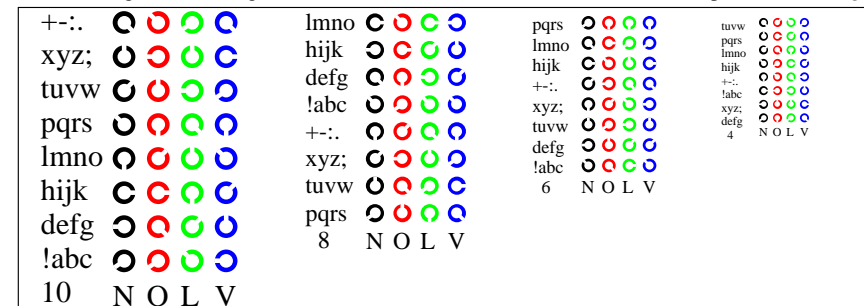 +-:.
xyz;
tuvw
pqrs
lmno
hijk
defg
!abc
10 N O L V
lmno
hijk
defg
!abc
+-:.
xyz;
tuvw
pqrs
8 N O L V
pqrs
lmno
hijk
+-:.
xyz;
tuvw
defg
!abc
6 N O L V
tuvw
pqrs
lmno
hijk
+-:.
!abc
xyz;
defg
4 N O L V